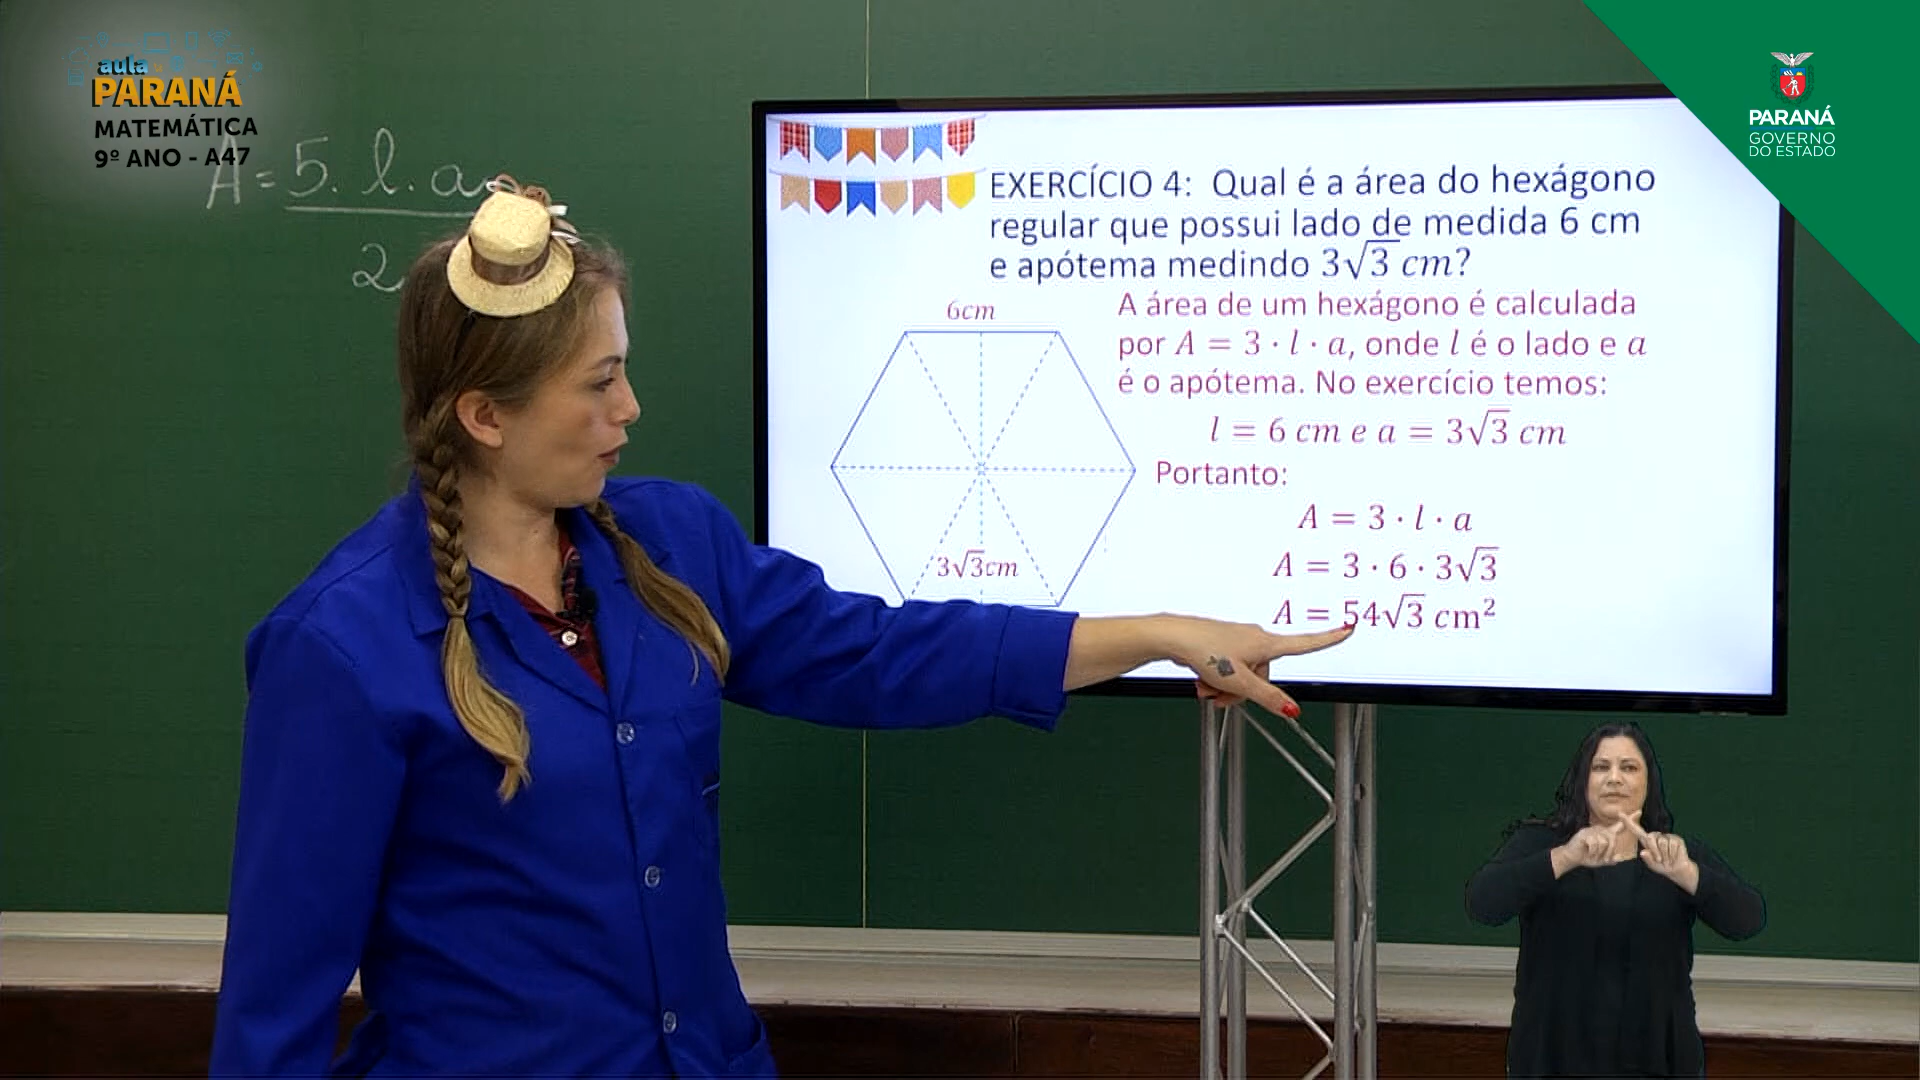 aula
PARANÁ
MATEMÁTICA
9º ANO - A47
A = 5. l. a
2
EXERCÍCIO 4: Qual é a área do hexágono
regular que possui lado de medida 6 cm
e apótema medindo 3√3 cm?
6cm
3√3cm
A área de um hexágono é calculada
por A = 3 · l · a, onde l é o lado e a
é o apótema. No exercício temos:
l = 6 cm e a = 3√3 cm
Portanto:
A = 3 · l · a
A = 3 · 6 · 3√3
A = 54√3 cm²
PARANÁ
GOVERNO
DO ESTADO